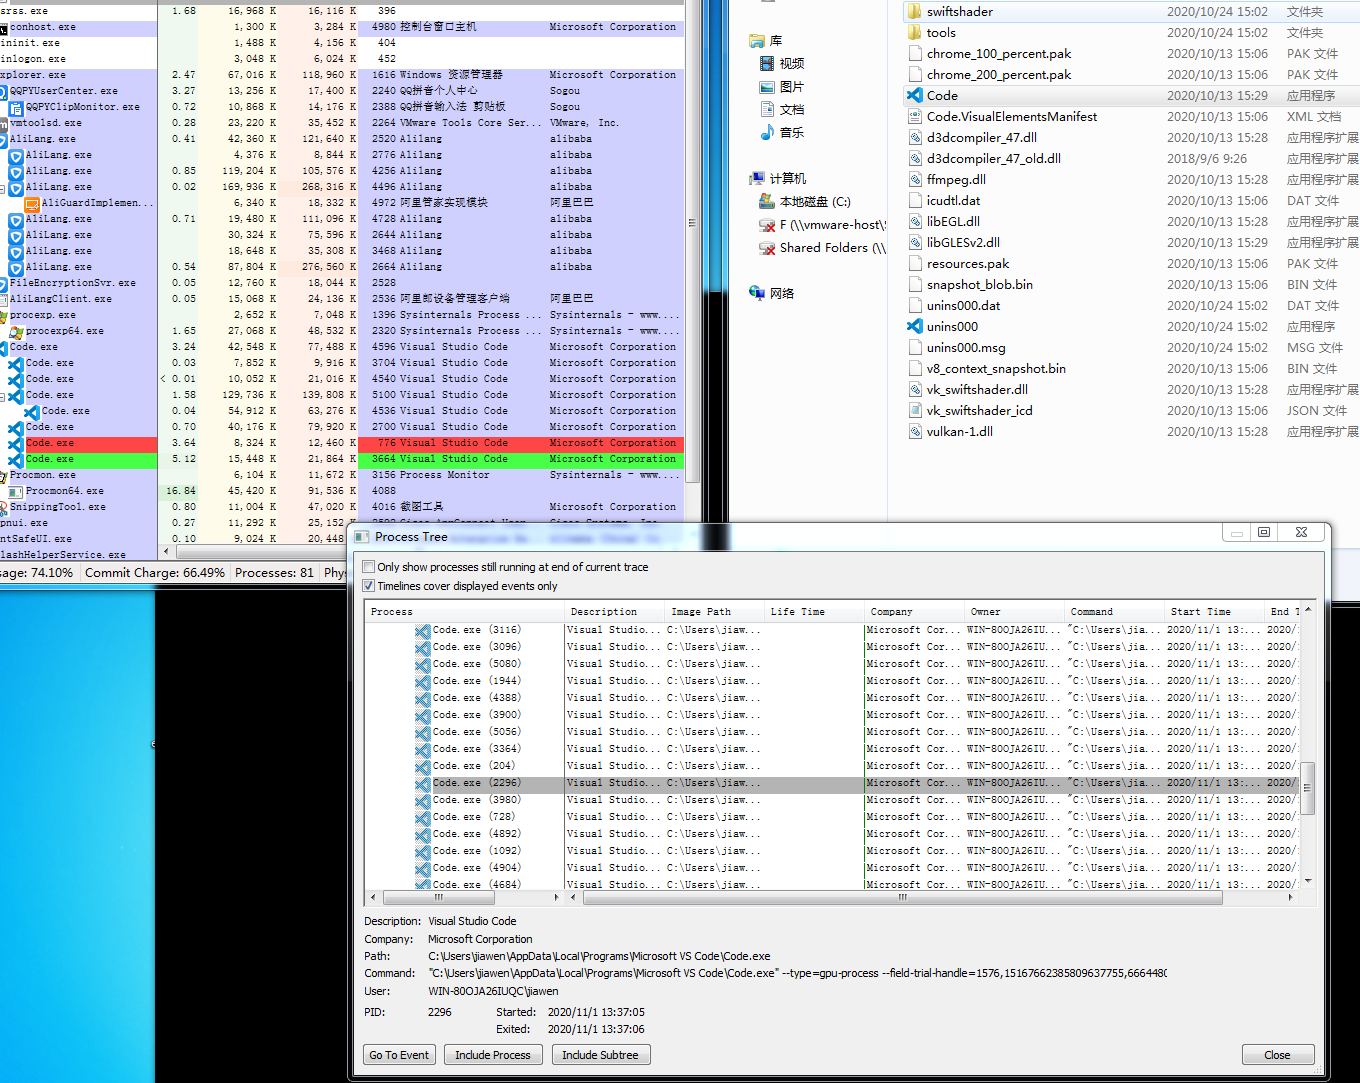 srss.exe 1.68 16,968 K 16,116 K 396
conhost.exe 1,300 K 3,284 K 4980 控制台窗口主机 Microsoft Corporation
ininit.exe 1,488 K 4,156 K 404
inlogon.exe 3,048 K 6,024 K 452
xplorer.exe 2.47 67,016 K 118,960 K 1616 Windows 资源管理器 Microsoft Corporation
QQPYUserCenter.exe 3.27 13,256 K 17,400 K 2240 QQ拼音个人中心 Sogou
QQPYClipMonitor.exe 0.72 10,868 K 14,176 K 2388 QQ拼音输入法 剪贴板 Sogou
vmtoolsd.exe 0.28 23,220 K 35,452 K 2264 VMware Tools Core Ser... VMware, Inc.
AliLang.exe 0.41 42,360 K 121,640 K 2520 Alilang alibaba
AliLang.exe 4,376 K 8,844 K 2776 Alilang alibaba
AliLang.exe 0.85 119,204 K 105,576 K 4256 Alilang alibaba
AliLang.exe 0.02 169,936 K 268,316 K 4496 Alilang alibaba
AliGuardImplemen... 6,340 K 18,332 K 4972 阿里管家实现模块 阿里巴巴
AliLang.exe 0.71 19,480 K 111,096 K 4728 Alilang alibaba
AliLang.exe 30,324 K 75,596 K 2644 Alilang alibaba
AliLang.exe 18,648 K 35,308 K 3468 Alilang alibaba
AliLang.exe 0.54 87,804 K 276,560 K 2664 Alilang alibaba
FileEncryptionSvr.exe 0.05 12,760 K 18,044 K 2528
AliLangClient.exe 0.05 15,068 K 24,136 K 2536 阿里郎设备管理客户端 阿里巴巴
procexp.exe 2,652 K 7,048 K 1396 Sysinternals Process ... Sysinternals - www....
procexp64.exe 1.65 27,068 K 48,532 K 2320 Sysinternals Process ... Sysinternals - www....
Code.exe 3.24 42,548 K 77,488 K 4596 Visual Studio Code Microsoft Corporation
Code.exe 0.03 7,852 K 9,916 K 3704 Visual Studio Code Microsoft Corporation
Code.exe < 0.01 10,052 K 21,016 K 4540 Visual Studio Code Microsoft Corporation
Code.exe 1.58 129,736 K 139,808 K 5100 Visual Studio Code Microsoft Corporation
Code.exe 0.04 54,912 K 63,276 K 4536 Visual Studio Code Microsoft Corporation
Code.exe 0.70 40,176 K 79,920 K 2700 Visual Studio Code Microsoft Corporation
Code.exe 3.64 8,324 K 12,460 K 776 Visual Studio Code Microsoft Corporation
Code.exe 5.12 15,448 K 21,864 K 3664 Visual Studio Code Microsoft Corporation
Procmon.exe 6,104 K 11,672 K 3156 Process Monitor Sysinternals - www....
Procmon64.exe 16.84 45,420 K 91,536 K 4088
SnippingTool.exe 0.80 11,004 K 47,020 K 4016 截图工具 Microsoft Corporation
pnui.exe 0.27 11,292 K 25,152 K
ntSafeUI.exe 0.10 9,024 K 20,448
lashHelperService.exe
sage: 74.10% Commit Charge: 66.49% Processes: 81 Phys
库
视频
图片
文档
音乐
计算机
本地磁盘 (C:)
F (\\vmware-host\S
Shared Folders (\\
网络
swiftshader 2020/10/24 15:02 文件夹
tools 2020/10/24 15:02 文件夹
chrome_100_percent.pak 2020/10/13 15:06 PAK 文件
chrome_200_percent.pak 2020/10/13 15:06 PAK 文件
Code 2020/10/13 15:29 应用程序
Code.VisualElementsManifest 2020/10/13 15:06 XML 文档
d3dcompiler_47.dll 2020/10/13 15:28 应用程序扩展
d3dcompiler_47_old.dll 2018/9/6 9:26 应用程序扩展
ffmpeg.dll 2020/10/13 15:28 应用程序扩展
icudtl.dat 2020/10/13 15:06 DAT 文件
libEGL.dll 2020/10/13 15:28 应用程序扩展
libGLESv2.dll 2020/10/13 15:29 应用程序扩展
resources.pak 2020/10/13 15:06 PAK 文件
snapshot_blob.bin 2020/10/13 15:06 BIN 文件
unins000.dat 2020/10/24 15:02 DAT 文件
unins000 2020/10/24 15:02 应用程序
unins000.msg 2020/10/24 15:02 MSG 文件
v8_context_snapshot.bin 2020/10/13 15:06 BIN 文件
vk_swiftshader.dll 2020/10/13 15:28 应用程序扩展
vk_swiftshader_icd 2020/10/13 15:06 JSON 文件
vulkan-1.dll 2020/10/13 15:28 应用程序扩展
Process Tree
Only show processes still running at end of current trace
Timelines cover displayed events only
Process Description Image Path Life Time Company Owner Command Start Time End T
Code.exe (3116) Visual Studio... C:\Users\jiaw... Microsoft Cor... WIN-80OJA26IU... "C:\Users\jia... 2020/11/1 13:... 2020/
Code.exe (3096) Visual Studio... C:\Users\jiaw... Microsoft Cor... WIN-80OJA26IU... "C:\Users\jia... 2020/11/1 13:... 2020/
Code.exe (5080) Visual Studio... C:\Users\jiaw... Microsoft Cor... WIN-80OJA26IU... "C:\Users\jia... 2020/11/1 13:... 2020/
Code.exe (1944) Visual Studio... C:\Users\jiaw... Microsoft Cor... WIN-80OJA26IU... "C:\Users\jia... 2020/11/1 13:... 2020/
Code.exe (4388) Visual Studio... C:\Users\jiaw... Microsoft Cor... WIN-80OJA26IU... "C:\Users\jia... 2020/11/1 13:... 2020/
Code.exe (3900) Visual Studio... C:\Users\jiaw... Microsoft Cor... WIN-80OJA26IU... "C:\Users\jia... 2020/11/1 13:... 2020/
Code.exe (5056) Visual Studio... C:\Users\jiaw... Microsoft Cor... WIN-80OJA26IU... "C:\Users\jia... 2020/11/1 13:... 2020/
Code.exe (3364) Visual Studio... C:\Users\jiaw... Microsoft Cor... WIN-80OJA26IU... "C:\Users\jia... 2020/11/1 13:... 2020/
Code.exe (204) Visual Studio... C:\Users\jiaw... Microsoft Cor... WIN-80OJA26IU... "C:\Users\jia... 2020/11/1 13:... 2020/
Code.exe (2296) Visual Studio... C:\Users\jiaw... Microsoft Cor... WIN-80OJA26IU... "C:\Users\jia... 2020/11/1 13:... 2020/
Code.exe (3980) Visual Studio... C:\Users\jiaw... Microsoft Cor... WIN-80OJA26IU... "C:\Users\jia... 2020/11/1 13:... 2020/
Code.exe (728) Visual Studio... C:\Users\jiaw... Microsoft Cor... WIN-80OJA26IU... "C:\Users\jia... 2020/11/1 13:... 2020/
Code.exe (4892) Visual Studio... C:\Users\jiaw... Microsoft Cor... WIN-80OJA26IU... "C:\Users\jia... 2020/11/1 13:... 2020/
Code.exe (1092) Visual Studio... C:\Users\jiaw... Microsoft Cor... WIN-80OJA26IU... "C:\Users\jia... 2020/11/1 13:... 2020/
Code.exe (4904) Visual Studio... C:\Users\jiaw... Microsoft Cor... WIN-80OJA26IU... "C:\Users\jia... 2020/11/1 13:... 2020/
Code.exe (4684) Visual Studio... C:\Users\jiaw... Microsoft Cor... WIN-80OJA26IU... "C:\Users\jia... 2020/11/1 13:... 2020/
Description: Visual Studio Code
Company: Microsoft Corporation
Path: C:\Users\jiawen\AppData\Local\Programs\Microsoft VS Code\Code.exe
Command: "C:\Users\jiawen\AppData\Local\Programs\Microsoft VS Code\Code.exe" --type=gpu-process --field-trial-handle=1576,15167662385809637755,6664480
User: WIN-80OJA26IUQC\jiawen
PID: 2296 Started: 2020/11/1 13:37:05
Exited: 2020/11/1 13:37:06
Go To Event Include Process Include Subtree Close